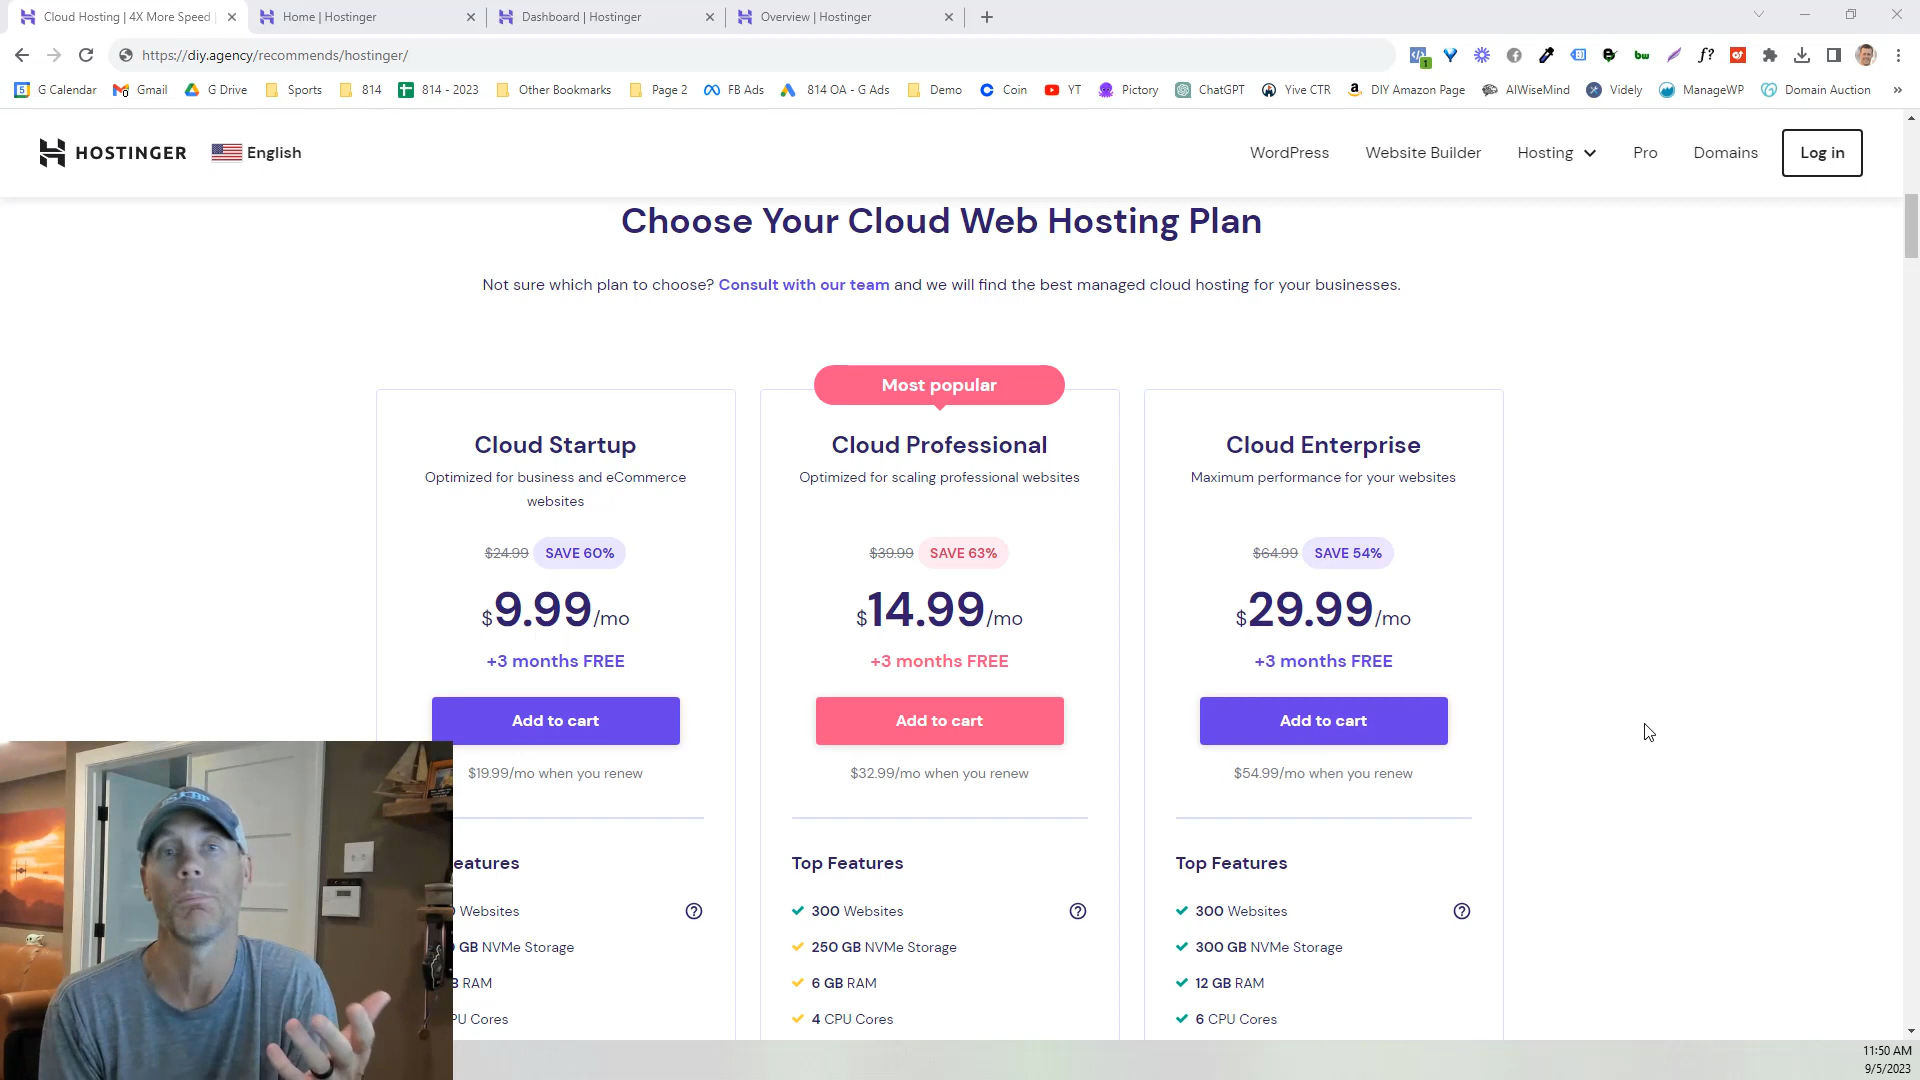 Cloud Hosting | 4X More Speed |
Home | Hostinger
Dashboard | Hostinger
Overview | Hostinger
https://diy.agency/recommends/hostinger/
G Calendar
Gmail
G Drive
Sports
814
814 - 2023
Other Bookmarks
Page 2
FB Ads
814 OA - G Ads
Demo
Coin
YT
Pictory
ChatGPT
Yive CTR
DIY Amazon Page
AIWiseMind
Videly
ManageWP
Domain Auction
HOSTINGER
English
WordPress
Website Builder
Hosting
Pro
Domains
Log in
Choose Your Cloud Web Hosting Plan
Not sure which plan to choose? Consult with our team and we will find the best managed cloud hosting for your businesses.
Cloud Startup
Optimized for business and eCommerce
websites
$24.99 SAVE 60%
$9.99/mo
+3 months FREE
Add to cart
$19.99/mo when you renew
eatures
Websites
GB NVMe Storage
B RAM
PU Cores
Most popular
Cloud Professional
Optimized for scaling professional websites
$39.99 SAVE 63%
$14.99/mo
+3 months FREE
Add to cart
$32.99/mo when you renew
Top Features
300 Websites
250 GB NVMe Storage
6 GB RAM
4 CPU Cores
Cloud Enterprise
Maximum performance for your websites
$64.99 SAVE 54%
$29.99/mo
+3 months FREE
Add to cart
$54.99/mo when you renew
Top Features
300 Websites
300 GB NVMe Storage
12 GB RAM
6 CPU Cores
11:50 AM
9/5/2023